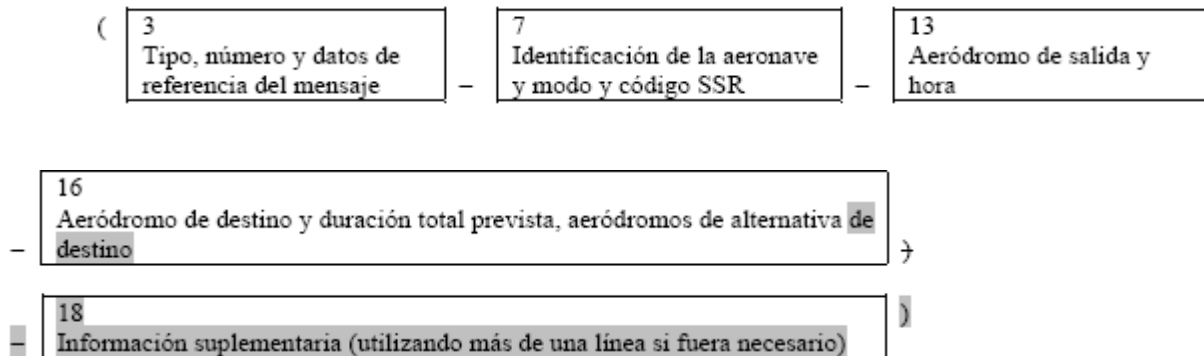 ( 3 7 13
Tipo, número y datos de Identificación de la aeronave Aeródromo de salida y
referencia del mensaje – y modo y código SSR – hora
16
Aeródromo de destino y duración total prevista, aeródromos de alternativa de
– destino )
18 )
– Información suplementaria (utilizando más de una línea si fuera necesario)